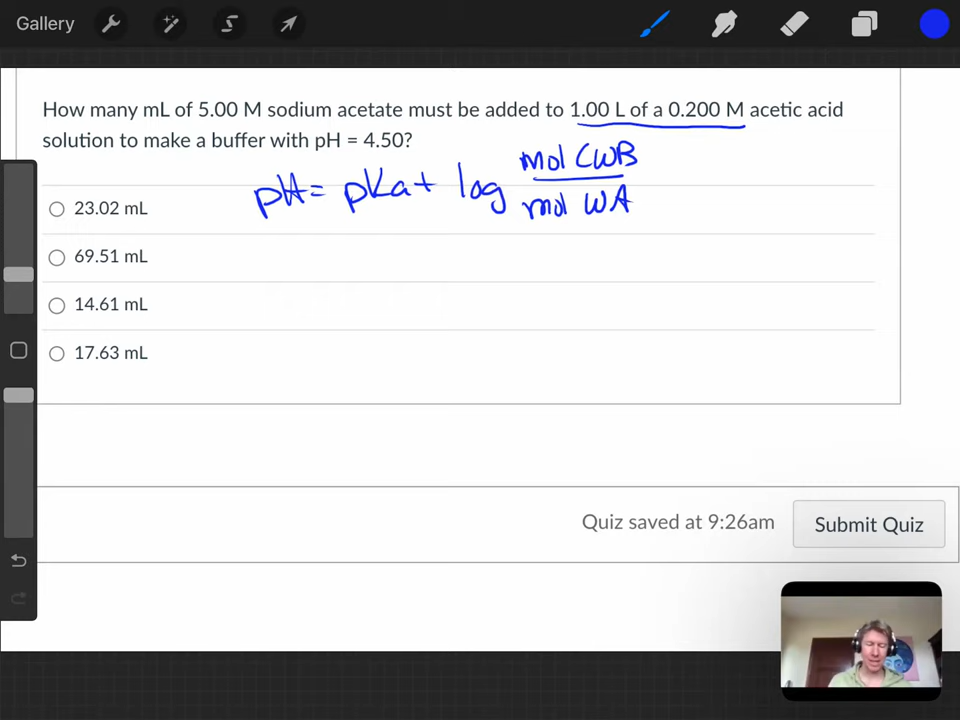 Gallery
How many mL of 5.00 M sodium acetate must be added to 1.00 L of a 0.200 M acetic acid
solution to make a buffer with pH = 4.50?
pH = pKa + log mol CWB
mol WA
23.02 mL
69.51 mL
14.61 mL
17.63 mL
Quiz saved at 9:26am
Submit Quiz